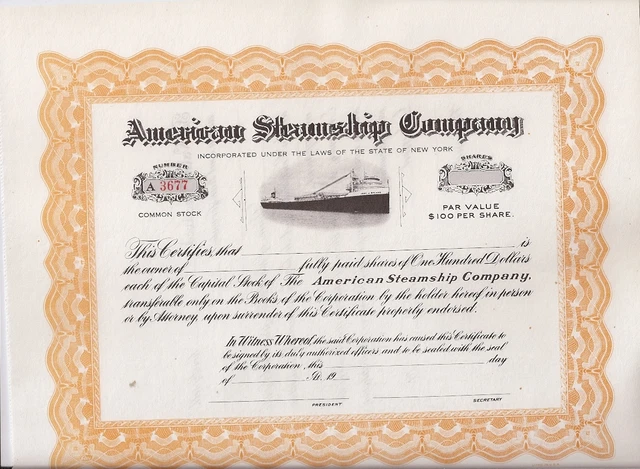 American Steamship Company
INCORPORATED UNDER THE LAWS OF THE STATE OF NEW YORK
NUMBER
A 3677
COMMON STOCK
SHARES
PAR VALUE
$100 PER SHARE.
This Certifies, that is
the owner of fully paid shares of One Hundred Dollars
each of the Capital Stock of The American Steamship Company,
transferable only on the Books of the Corporation by the holder hereof in person
or by Attorney, upon surrender of this Certificate properly endorsed.
In Witness Whereof, the said Corporation has caused this Certificate to
be signed by its duly authorized officers and to be sealed with the seal
of the Corporation, this day
of A.D. 19
PRESIDENT
SECRETARY